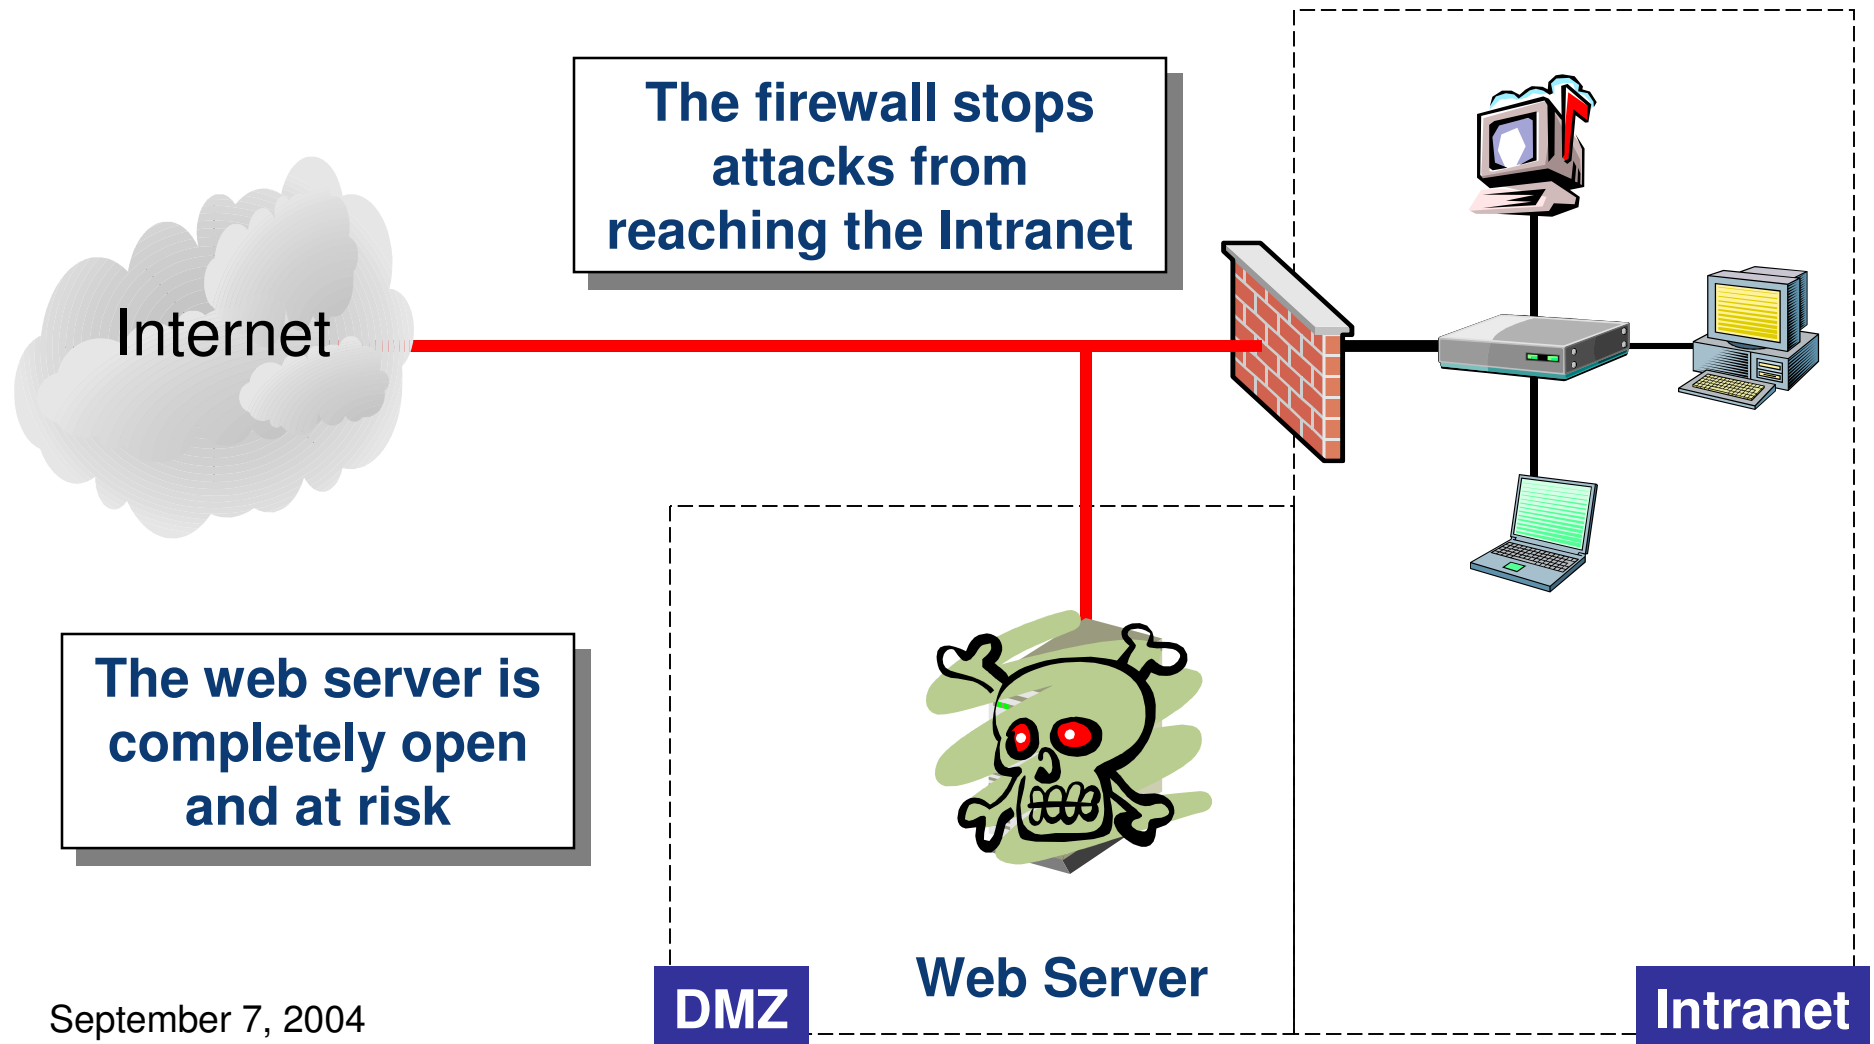 The firewall stops
attacks from
reaching the Intranet
Internet
The web server is
completely open
and at risk
Web Server
DMZ
Intranet
September 7, 2004